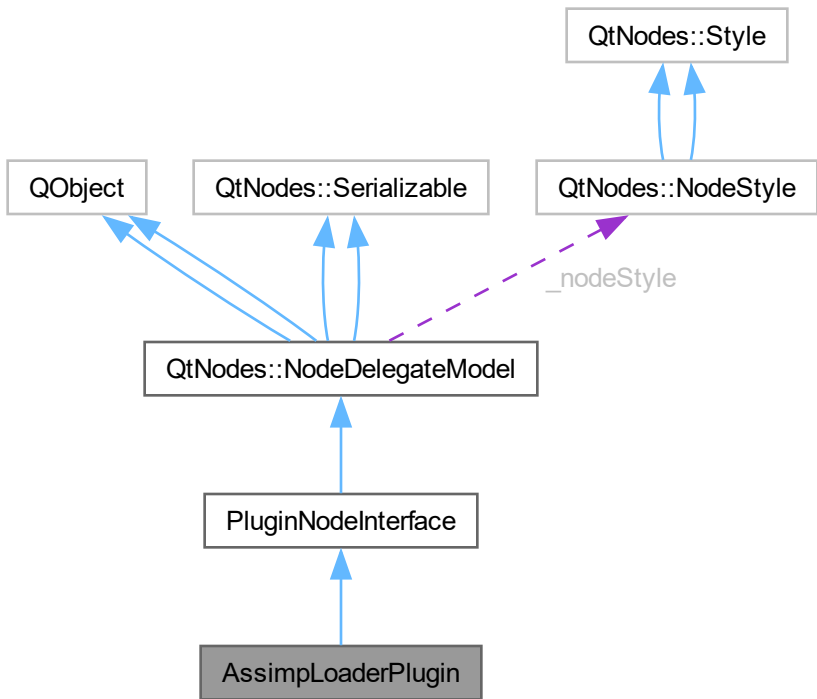 QtNodes::Style
QObject
QtNodes::Serializable
QtNodes::NodeStyle
_nodeStyle
QtNodes::NodeDelegateModel
PluginNodeInterface
AssimpLoaderPlugin